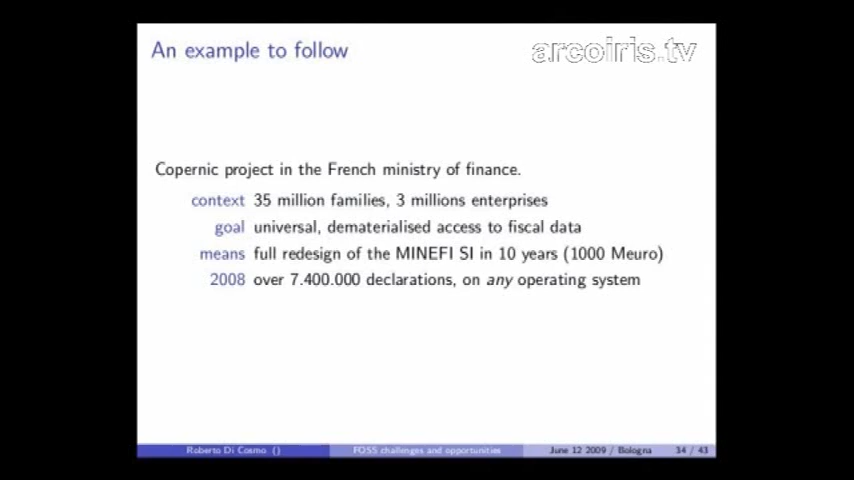 An example to follow
arcoiris.tv
Copernic project in the French ministry of finance.
context 35 million families, 3 millions enterprises
goal universal, dematerialised access to fiscal data
means full redesign of the MINEFI SI in 10 years (1000 Meuro)
2008 over 7.400.000 declarations, on any operating system
Roberto Di Cosmo () FOSS challenges and opportunities June 12 2009 / Bologna 34 / 43